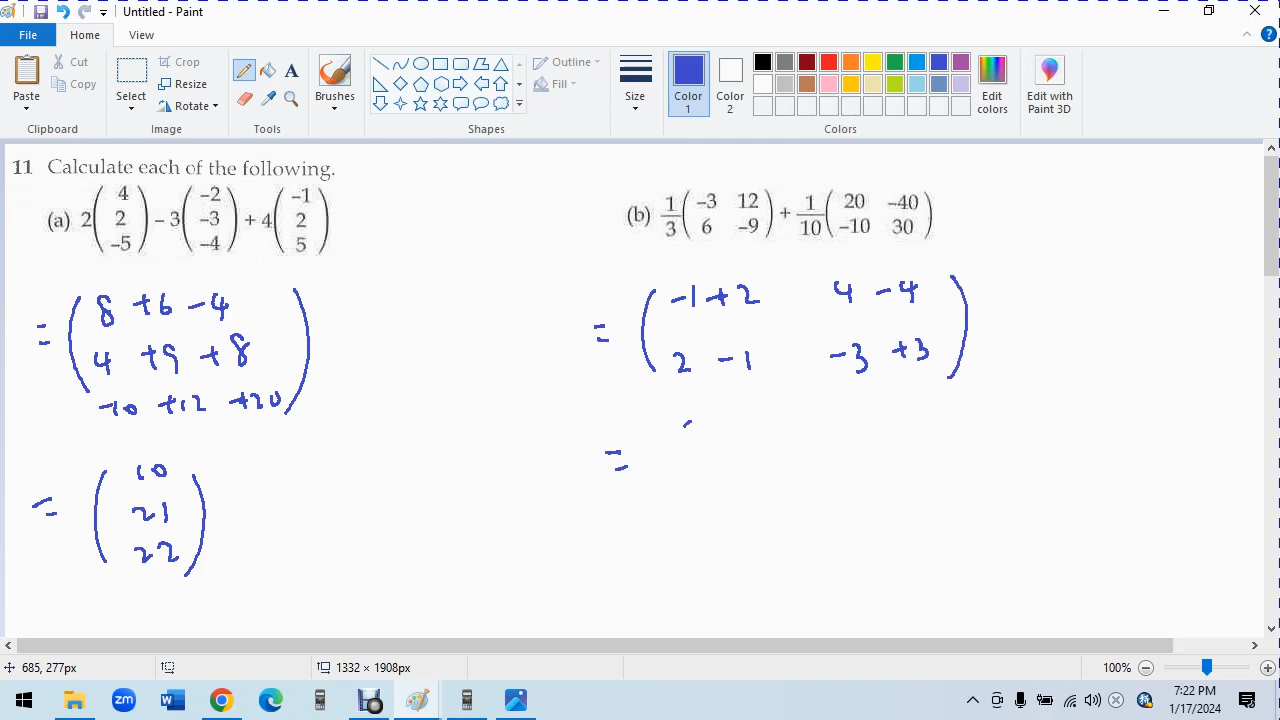 Untitled - Paint
File Home View
Paste Cut Copy Clipboard
Select Crop Resize Rotate Image
Tools
Brushes
Outline Fill Shapes
Size
Color 1 Color 2 Edit colors Colors
Edit with Paint 3D
11 Calculate each of the following.
(a) 2 ( 4 2 –5 ) – 3 ( –2 –3 –4 ) + 4 ( –1 2 5 )
(b) 1/3 ( –3 12 6 –9 ) + 1/10 ( 20 –40 –10 30 )
= ( 8 +6 -4
4 +9 +8
-10 +12 +20 )
= ( 10
21
22 )
= ( -1+2 4 -4
2 -1 -3 +3 )
=
685, 277px
1332 × 1908px
100%
zm
W
7:22 PM
1/17/2024